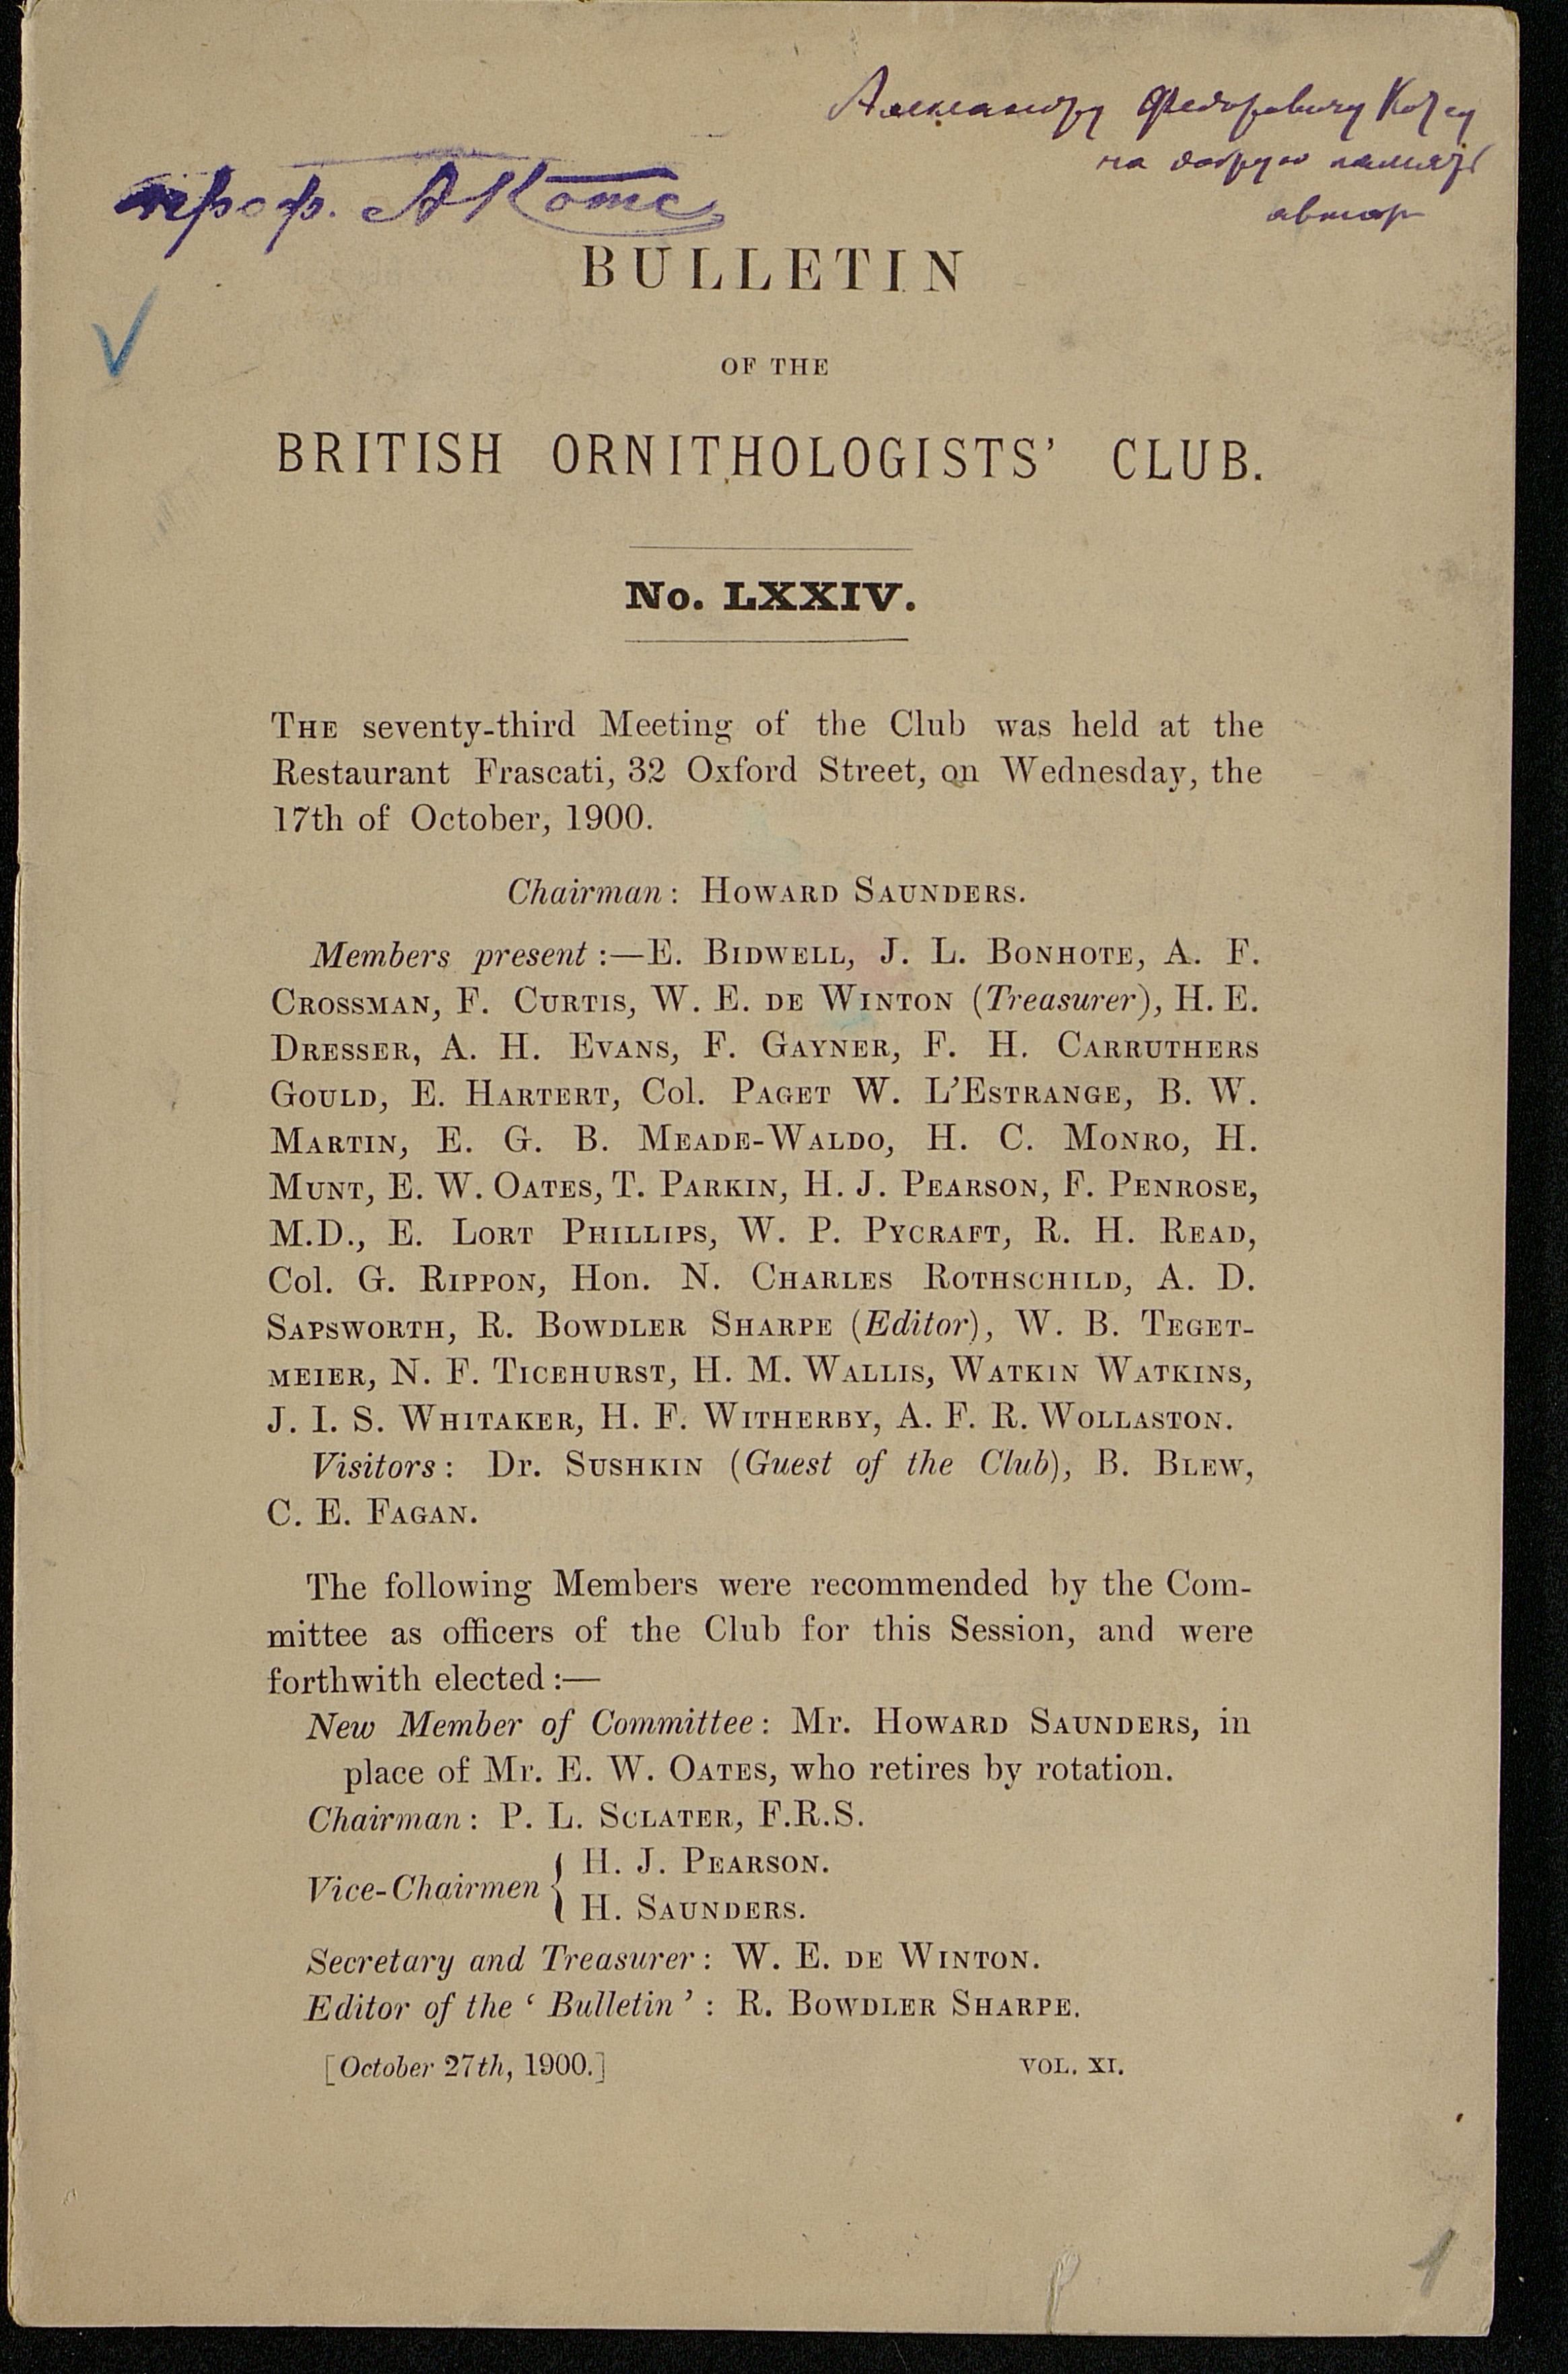 Александру Федоровичу Котсу
на добрую память
автор
проф. А Котс
BULLETIN
OF THE
BRITISH ORNITHOLOGISTS' CLUB.
No. LXXIV.
THE seventy-third Meeting of the Club was held at the
Restaurant Frascati, 32 Oxford Street, on Wednesday, the
17th of October, 1900.
Chairman: HOWARD SAUNDERS.
Members present:—E. BIDWELL, J. L. BONHOTE, A. F.
CROSSMAN, F. CURTIS, W. E. DE WINTON (Treasurer), H. E.
DRESSER, A. H. EVANS, F. GAYNER, F. H. CARRUTHERS
GOULD, E. HARTERT, Col. PAGET W. L'ESTRANGE, B. W.
MARTIN, E. G. B. MEADE-WALDO, H. C. MONRO, H.
MUNT, E. W. OATES, T. PARKIN, H. J. PEARSON, F. PENROSE,
M.D., E. LORT PHILLIPS, W. P. PYCRAFT, R. H. READ,
Col. G. RIPPON, Hon. N. CHARLES ROTHSCHILD, A. D.
SAPSWORTH, R. BOWDLER SHARPE (Editor), W. B. TEGET-
MEIER, N. F. TICEHURST, H. M. WALLIS, WATKIN WATKINS,
J. I. S. WHITAKER, H. F. WITHERBY, A. F. R. WOLLASTON.
Visitors: Dr. SUSHKIN (Guest of the Club), B. BLEW,
C. E. FAGAN.
The following Members were recommended by the Com-
mittee as officers of the Club for this Session, and were
forthwith elected:—
New Member of Committee: Mr. HOWARD SAUNDERS, in
place of Mr. E. W. OATES, who retires by rotation.
Chairman: P. L. SCLATER, F.R.S.
Vice-Chairmen { H. J. PEARSON.
H. SAUNDERS.
Secretary and Treasurer: W. E. DE WINTON.
Editor of the 'Bulletin': R. BOWDLER SHARPE.
[October 27th, 1900.] VOL. XI.
1